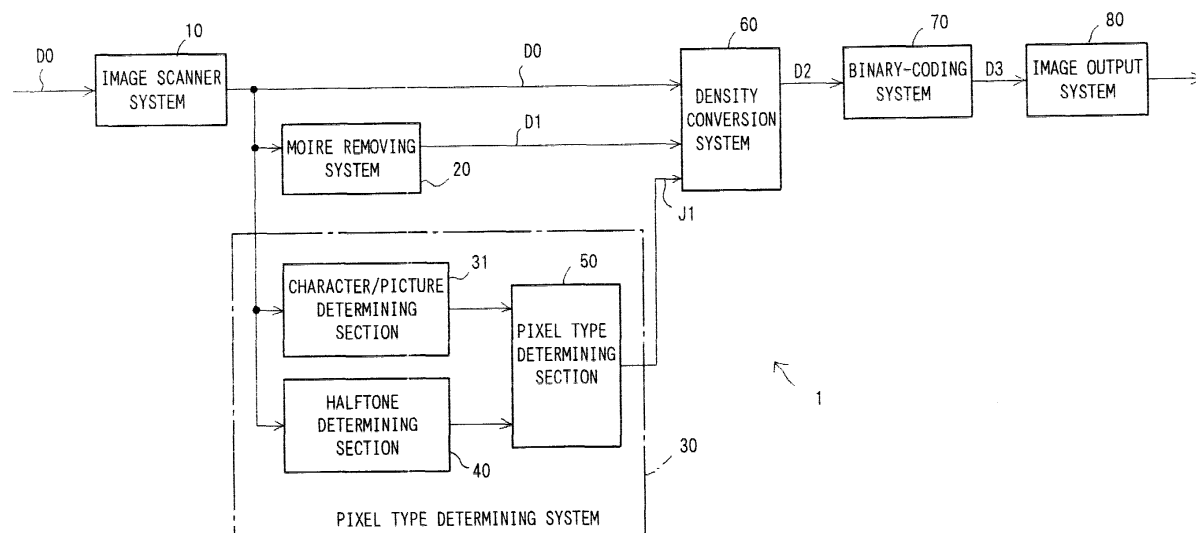 10
60
70
80
D0
IMAGE SCANNER
SYSTEM
D0
DENSITY
CONVERSION
SYSTEM
D2
BINARY-CODING
SYSTEM
D3
IMAGE OUTPUT
SYSTEM
MOIRE REMOVING
SYSTEM
20
D1
J1
31
CHARACTER/PICTURE
DETERMINING
SECTION
50
PIXEL TYPE
DETERMINING
SECTION
HALFTONE
DETERMINING
SECTION
40
30
1
PIXEL TYPE DETERMINING SYSTEM